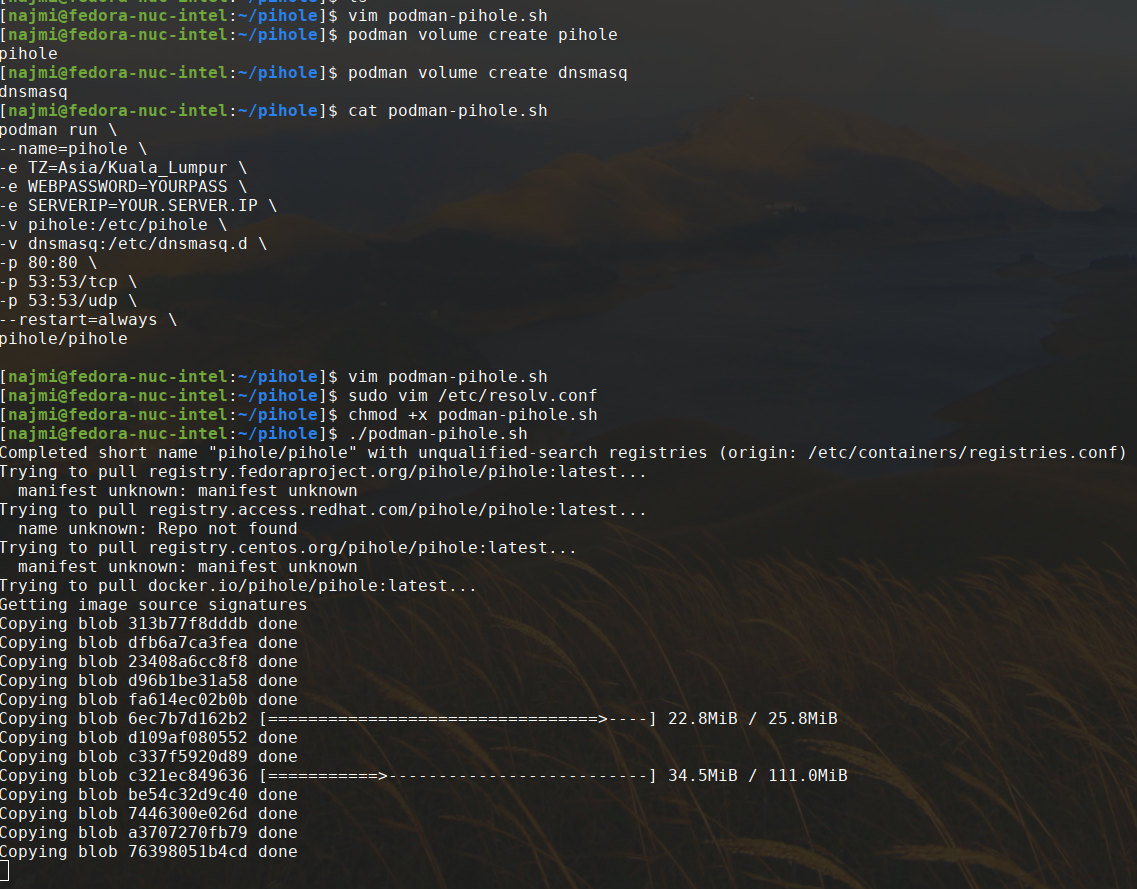 [najmi@fedora-nuc-intel:~/pihole]$ ls
[najmi@fedora-nuc-intel:~/pihole]$ vim podman-pihole.sh
[najmi@fedora-nuc-intel:~/pihole]$ podman volume create pihole
pihole
[najmi@fedora-nuc-intel:~/pihole]$ podman volume create dnsmasq
dnsmasq
[najmi@fedora-nuc-intel:~/pihole]$ cat podman-pihole.sh
podman run \
--name=pihole \
-e TZ=Asia/Kuala_Lumpur \
-e WEBPASSWORD=YOURPASS \
-e SERVERIP=YOUR.SERVER.IP \
-v pihole:/etc/pihole \
-v dnsmasq:/etc/dnsmasq.d \
-p 80:80 \
-p 53:53/tcp \
-p 53:53/udp \
--restart=always \
pihole/pihole
[najmi@fedora-nuc-intel:~/pihole]$ vim podman-pihole.sh
[najmi@fedora-nuc-intel:~/pihole]$ sudo vim /etc/resolv.conf
[najmi@fedora-nuc-intel:~/pihole]$ chmod +x podman-pihole.sh
[najmi@fedora-nuc-intel:~/pihole]$ ./podman-pihole.sh
Completed short name "pihole/pihole" with unqualified-search registries (origin: /etc/containers/registries.conf)
Trying to pull registry.fedoraproject.org/pihole/pihole:latest...
  manifest unknown: manifest unknown
Trying to pull registry.access.redhat.com/pihole/pihole:latest...
  name unknown: Repo not found
Trying to pull registry.centos.org/pihole/pihole:latest...
  manifest unknown: manifest unknown
Trying to pull docker.io/pihole/pihole:latest...
Getting image source signatures
Copying blob 313b77f8dddb done
Copying blob dfb6a7ca3fea done
Copying blob 23408a6cc8f8 done
Copying blob d96b1be31a58 done
Copying blob fa614ec02b0b done
Copying blob 6ec7b7d162b2 [=================================>----] 22.8MiB / 25.8MiB
Copying blob d109af080552 done
Copying blob c337f5920d89 done
Copying blob c321ec849636 [===========>--------------------------] 34.5MiB / 111.0MiB
Copying blob be54c32d9c40 done
Copying blob 7446300e026d done
Copying blob a3707270fb79 done
Copying blob 76398051b4cd done